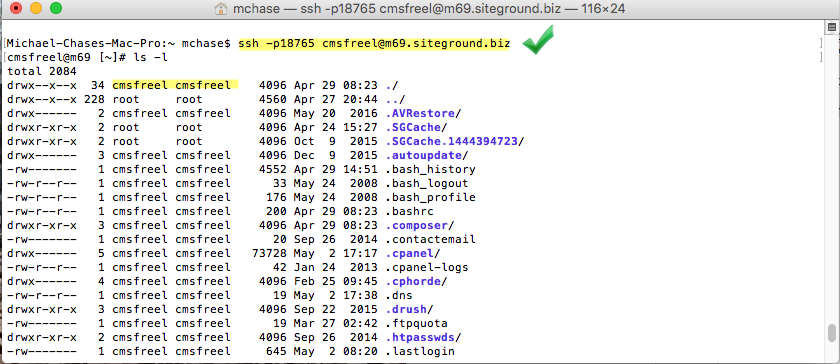 mchase — ssh -p18765 cmsfreel@m69.siteground.biz — 116×24
[Michael-Chases-Mac-Pro:~ mchase$ ssh -p18765 cmsfreel@m69.siteground.biz
[cmsfreel@m69 [~]# ls -l
total 2084
drwx--x--x 34 cmsfreel cmsfreel 4096 Apr 29 08:23 ./
drwx--x--x 228 root root 4560 Apr 27 20:44 ../
drwx------ 2 cmsfreel cmsfreel 4096 May 20 2016 .AVRestore/
drwxr-xr-x 2 root root 4096 Apr 24 15:27 .SGCache/
drwxr-xr-x 2 root root 4096 Oct 9 2015 .SGCache.1444394723/
drwx------ 3 cmsfreel cmsfreel 4096 Dec 9 2015 .autoupdate/
-rw------- 1 cmsfreel cmsfreel 4552 Apr 29 14:51 .bash_history
-rw-r--r-- 1 cmsfreel cmsfreel 33 May 24 2008 .bash_logout
-rw-r--r-- 1 cmsfreel cmsfreel 176 May 24 2008 .bash_profile
-rw-r--r-- 1 cmsfreel cmsfreel 200 Apr 29 08:23 .bashrc
drwxr-xr-x 3 cmsfreel cmsfreel 4096 Apr 29 08:23 .composer/
-rw------- 1 cmsfreel cmsfreel 20 Sep 26 2014 .contactemail
drwx------ 5 cmsfreel cmsfreel 73728 May 2 17:17 .cpanel/
-rw-r--r-- 1 cmsfreel cmsfreel 42 Jan 24 2013 .cpanel-logs
drwx------ 4 cmsfreel cmsfreel 4096 Feb 25 09:45 .cphorde/
-rw-r--r-- 1 cmsfreel cmsfreel 19 May 2 17:38 .dns
drwxr-xr-x 3 cmsfreel cmsfreel 4096 Sep 22 2015 .drush/
-rw------- 1 cmsfreel cmsfreel 19 Mar 27 02:42 .ftpquota
drwxr-xr-x 2 cmsfreel cmsfreel 4096 Sep 26 2014 .htpasswds/
-rw------- 1 cmsfreel cmsfreel 645 May 2 08:20 .lastlogin